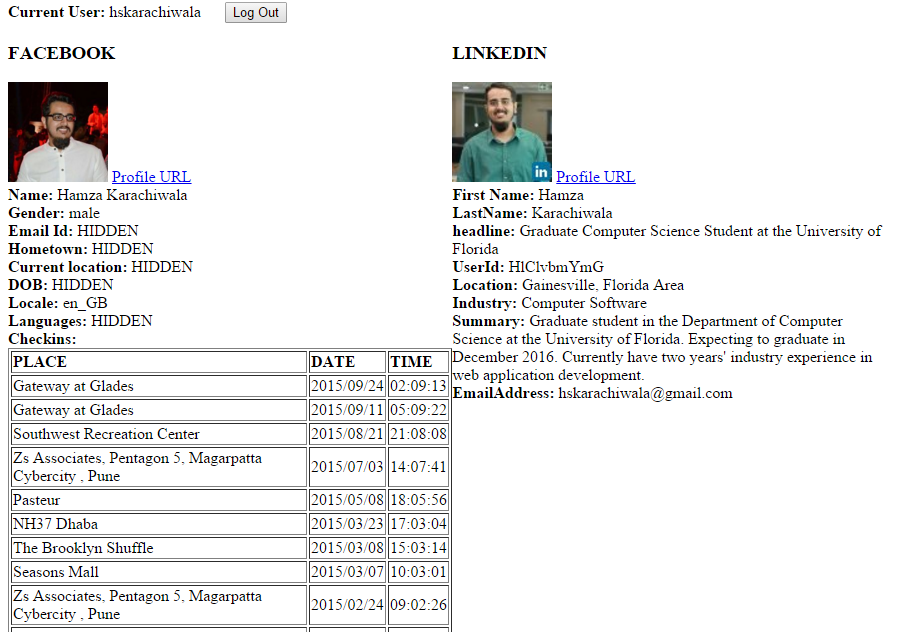 Current User: hskarachiwala Log Out
FACEBOOK
Profile URL
Name: Hamza Karachiwala
Gender: male
Email Id: HIDDEN
Hometown: HIDDEN
Current location: HIDDEN
DOB: HIDDEN
Locale: en_GB
Languages: HIDDEN
Checkins:
PLACE DATE TIME
Gateway at Glades 2015/09/24 02:09:13
Gateway at Glades 2015/09/11 05:09:22
Southwest Recreation Center 2015/08/21 21:08:08
Zs Associates, Pentagon 5, Magarpatta
Cybercity , Pune 2015/07/03 14:07:41
Pasteur 2015/05/08 18:05:56
NH37 Dhaba 2015/03/23 17:03:04
The Brooklyn Shuffle 2015/03/08 15:03:14
Seasons Mall 2015/03/07 10:03:01
Zs Associates, Pentagon 5, Magarpatta
Cybercity , Pune 2015/02/24 09:02:26
LINKEDIN
in
Profile URL
First Name: Hamza
LastName: Karachiwala
headline: Graduate Computer Science Student at the University of
Florida
UserId: HlClvbmYmG
Location: Gainesville, Florida Area
Industry: Computer Software
Summary: Graduate student in the Department of Computer
Science at the University of Florida. Expecting to graduate in
December 2016. Currently have two years' industry experience in
web application development.
EmailAddress: hskarachiwala@gmail.com